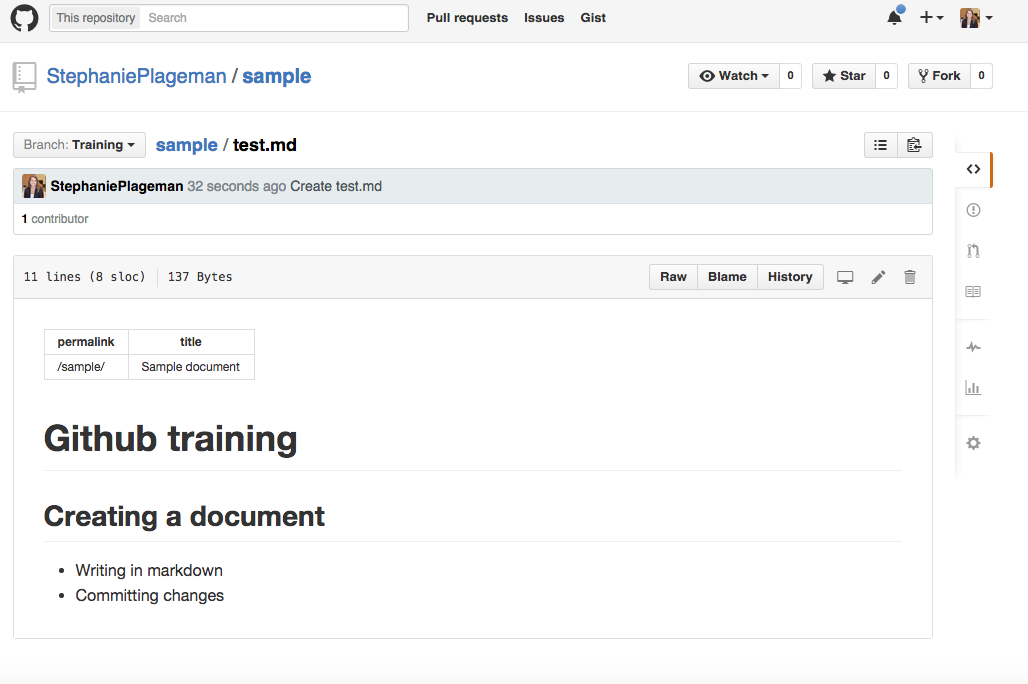 This repository Search Pull requests Issues Gist
StephaniePlageman / sample Watch 0 Star 0 Fork 0
Branch: Training sample / test.md
StephaniePlageman 32 seconds ago Create test.md
1 contributor
11 lines (8 sloc) 137 Bytes Raw Blame History
permalink title
/sample/ Sample document
Github training
Creating a document
Writing in markdown
Committing changes